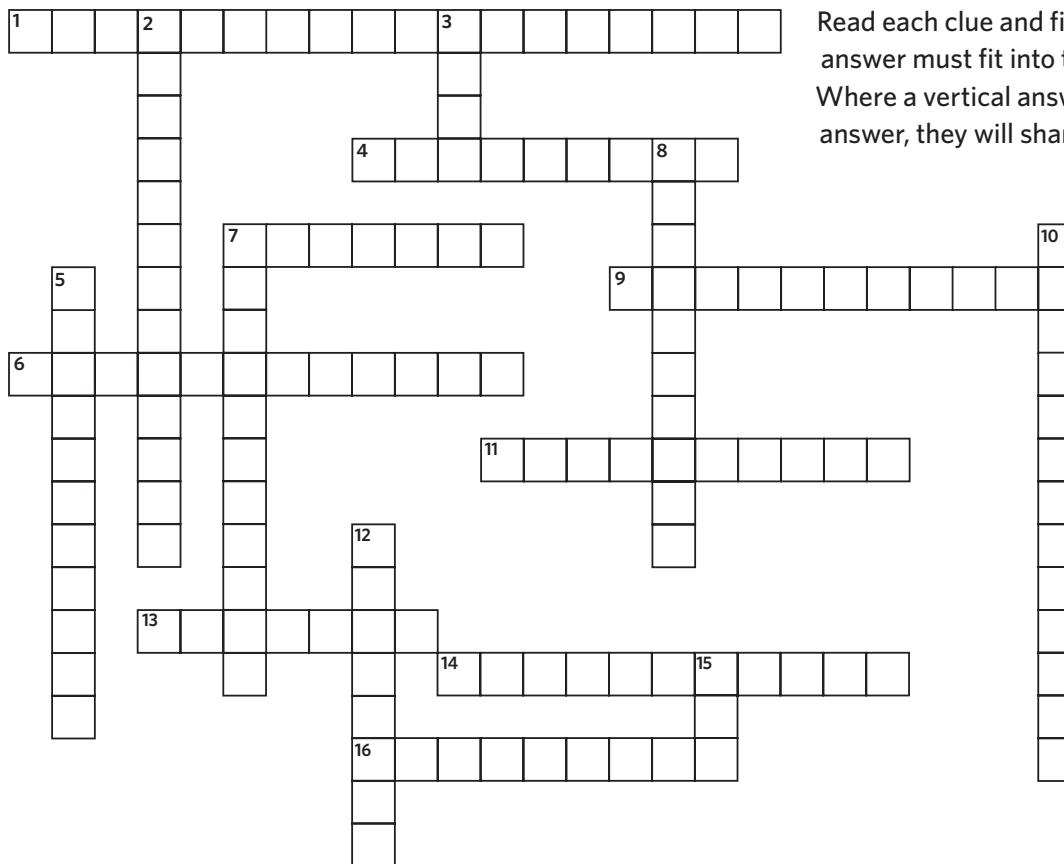 1 2 3
Read each clue and fi
answer must fit into t
Where a vertical answ
answer, they will shar
4 8
7 10
5 9
6
11
12
13
14 15
16